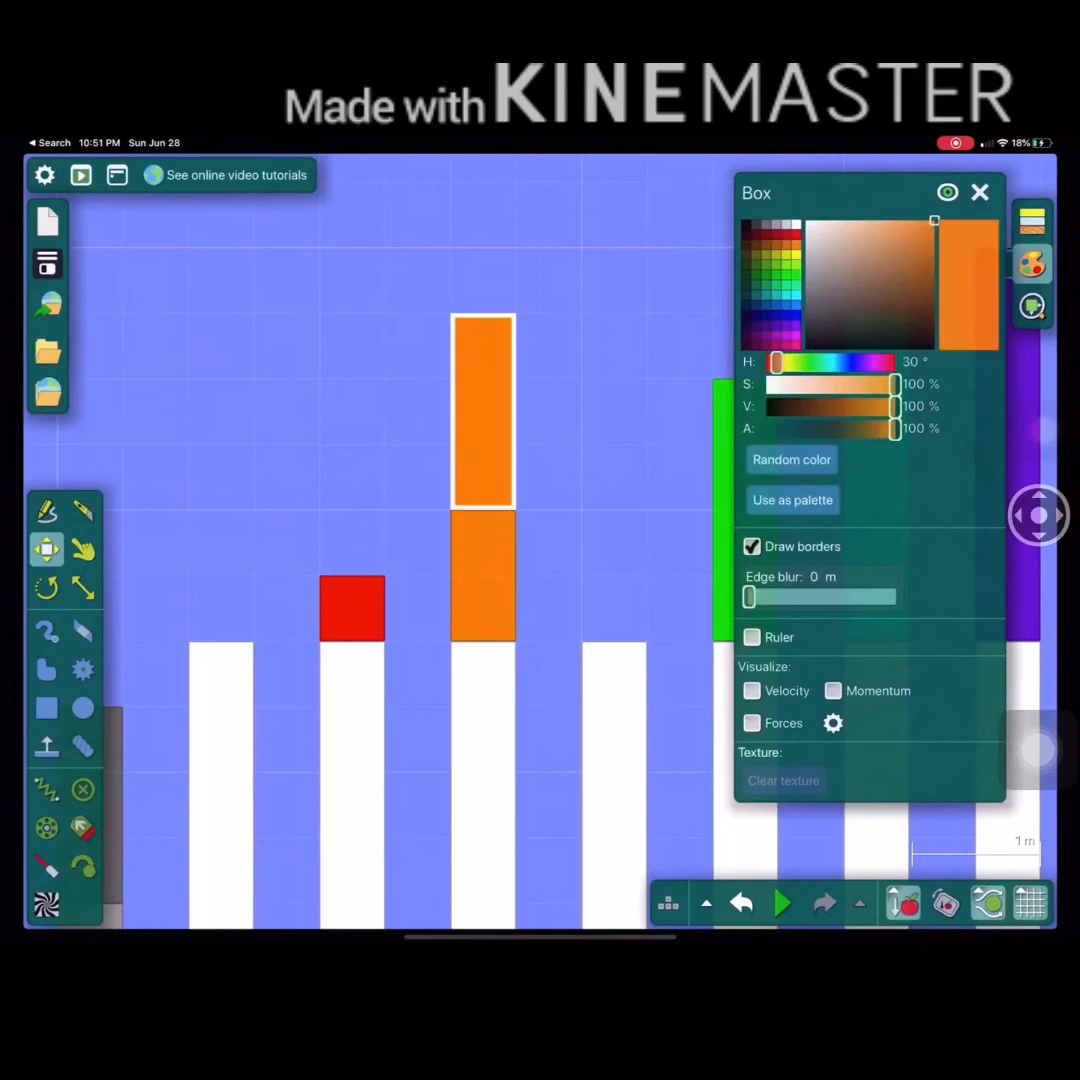 Made with KINEMASTER
Search 10:51 PM Sun Jun 28
18%
See online video tutorials
Box
H: 30 °
S: 100 %
V: 100 %
A: 100 %
Random color
Use as palette
Draw borders
Edge blur: 0 m
Ruler
Visualize:
Velocity Momentum
Forces
Texture:
Clear texture
1 m